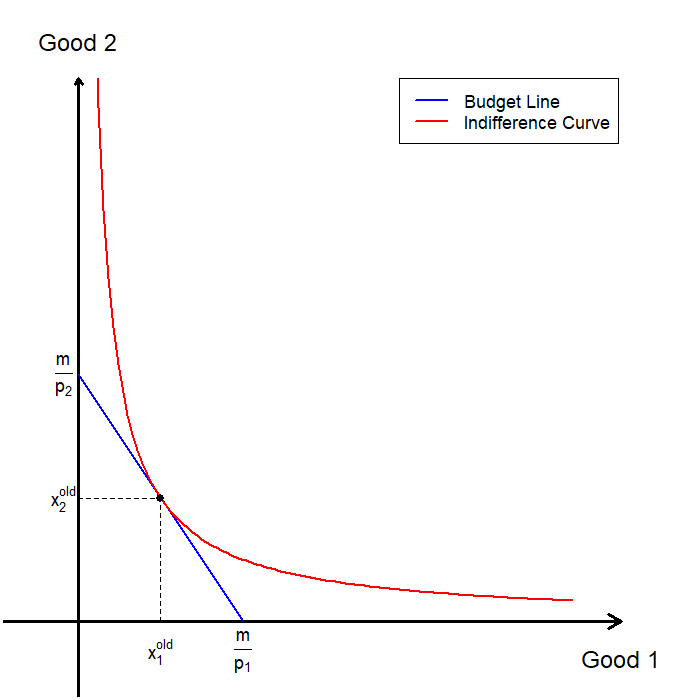 Good 2
Budget Line
Indifference Curve
m
p2
x2old
x1old
m
p1
Good 1